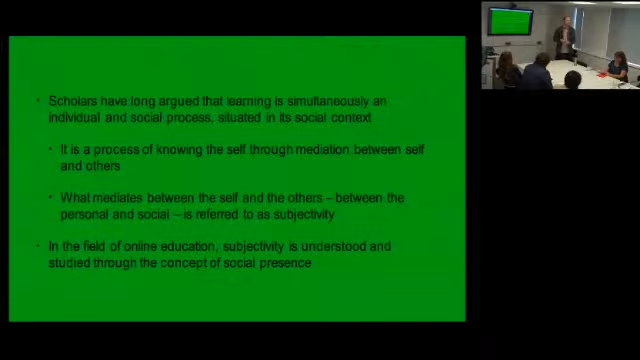 Scholars have long argued that learning is simultaneously an
individual and social process, situated in its social context
It is a process of knowing the self through mediation between self
and others
What mediates between the self and the others – between the
personal and social – is referred to as subjectivity
In the field of online education, subjectivity is understood and
studied through the concept of social presence